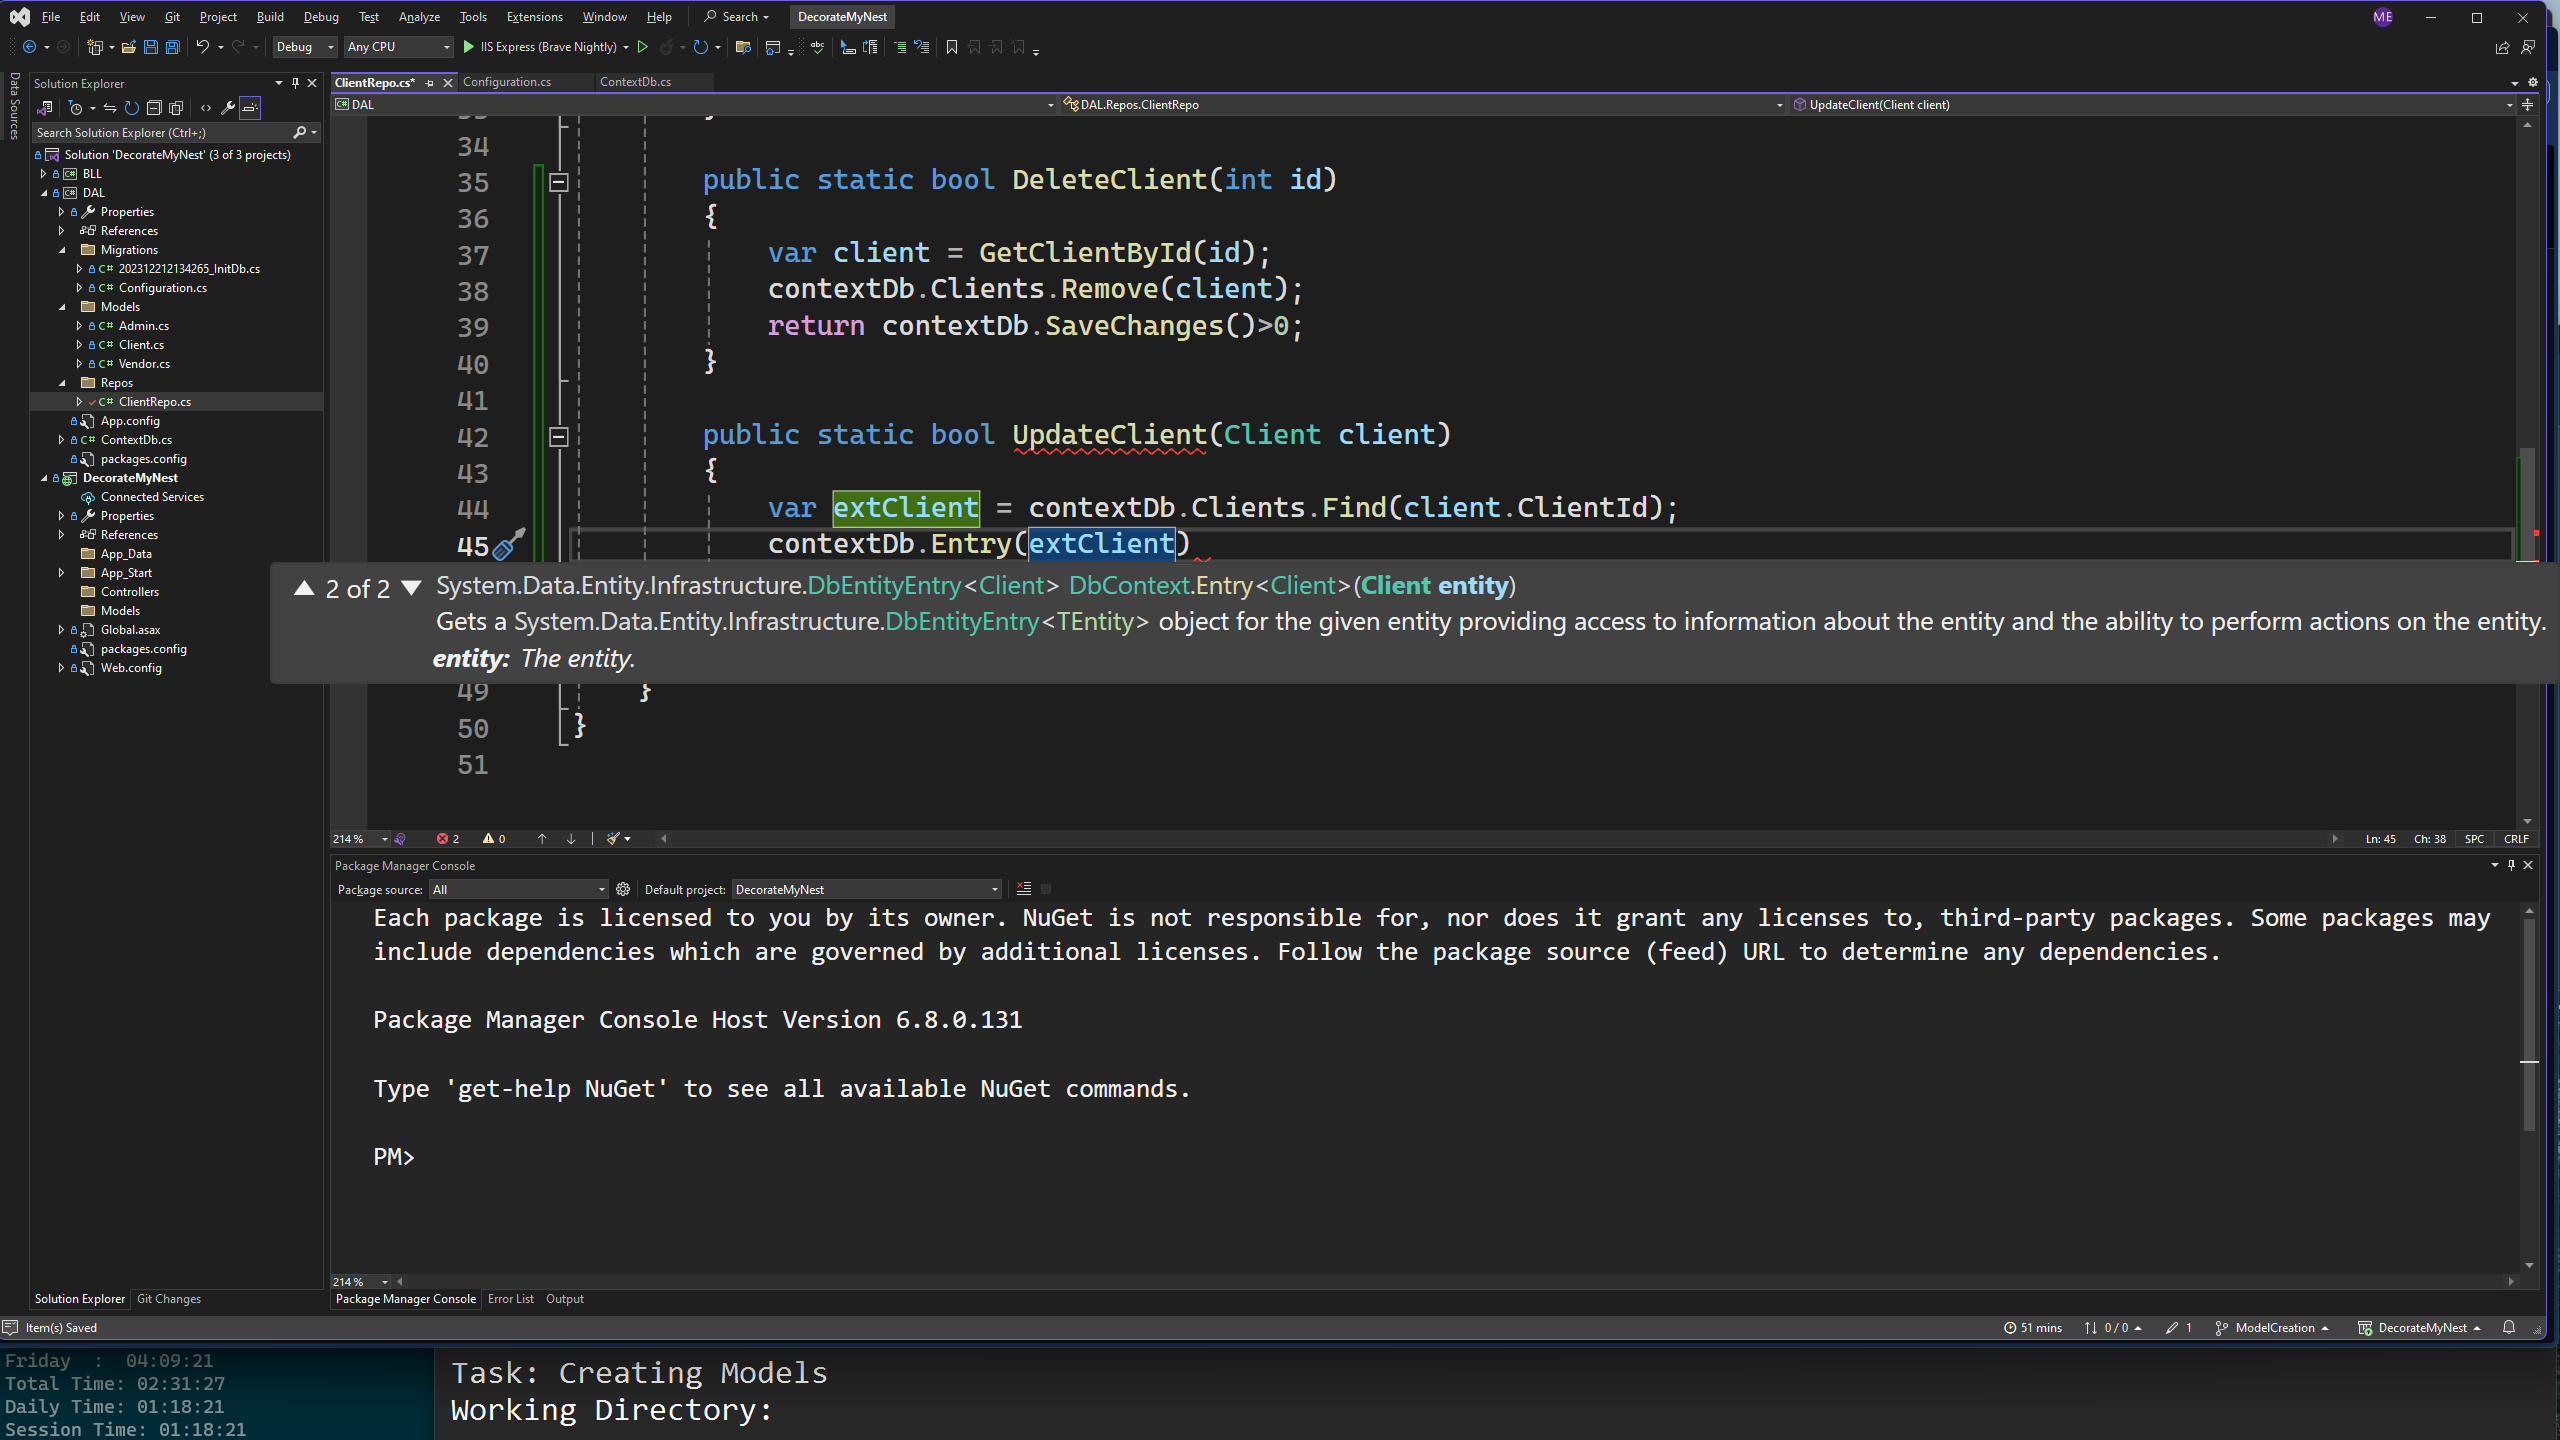 File Edit View Git Project Build Debug Test Analyze Tools Extensions Window Help Search DecorateMyNest ME
Debug Any CPU IIS Express (Brave Nightly)
Data Sources
Solution Explorer
Search Solution Explorer (Ctrl+;)
Solution 'DecorateMyNest' (3 of 3 projects)
BLL
DAL
Properties
References
Migrations
202312212134265_InitDb.cs
Configuration.cs
Models
Admin.cs
Client.cs
Vendor.cs
Repos
ClientRepo.cs
App.config
ContextDb.cs
packages.config
DecorateMyNest
Connected Services
Properties
References
App_Data
App_Start
Controllers
Models
Global.asax
packages.config
Web.config
Solution Explorer Git Changes
ClientRepo.cs* Configuration.cs ContextDb.cs
DAL DAL.Repos.ClientRepo UpdateClient(Client client)
34
35 public static bool DeleteClient(int id)
36 {
37 var client = GetClientById(id);
38 contextDb.Clients.Remove(client);
39 return contextDb.SaveChanges()>0;
40 }
41
42 public static bool UpdateClient(Client client)
43 {
44 var extClient = contextDb.Clients.Find(client.ClientId);
45 contextDb.Entry(extClient)
2 of 2 System.Data.Entity.Infrastructure.DbEntityEntry<Client> DbContext.Entry<Client>(Client entity)
Gets a System.Data.Entity.Infrastructure.DbEntityEntry<TEntity> object for the given entity providing access to information about the entity and the ability to perform actions on the entity.
entity: The entity.
49 }
50 }
51
214 % 2 0 Ln: 45 Ch: 38 SPC CRLF
Package Manager Console
Package source: All Default project: DecorateMyNest
Each package is licensed to you by its owner. NuGet is not responsible for, nor does it grant any licenses to, third-party packages. Some packages may
include dependencies which are governed by additional licenses. Follow the package source (feed) URL to determine any dependencies.
Package Manager Console Host Version 6.8.0.131
Type 'get-help NuGet' to see all available NuGet commands.
PM>
214 %
Package Manager Console Error List Output
Item(s) Saved 51 mins 0 / 0 1 ModelCreation DecorateMyNest
Friday : 04:09:21
Total Time: 02:31:27
Daily Time: 01:18:21
Session Time: 01:18:21
Task: Creating Models
Working Directory: